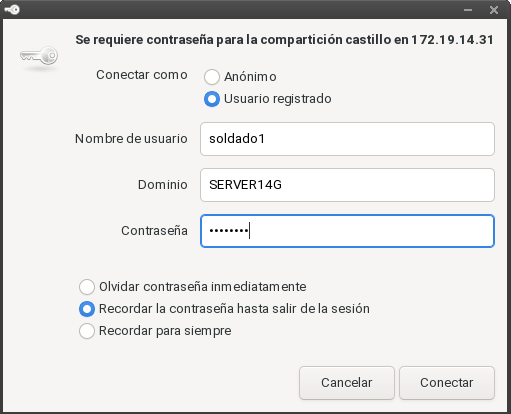 Se requiere contraseña para la compartición castillo en 172.19.14.31
Conectar como
Anónimo
Usuario registrado
Nombre de usuario
soldado1
Dominio
SERVER14G
Contraseña
••••••••
Olvidar contraseña inmediatamente
Recordar la contraseña hasta salir de la sesión
Recordar para siempre
Cancelar
Conectar